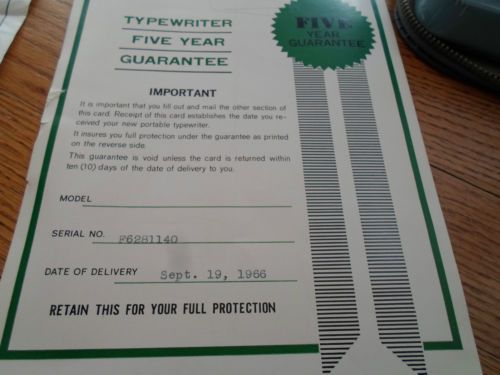 TYPEWRITER
FIVE YEAR
GUARANTEE
FIVE
YEAR
GUARANTEE
IMPORTANT
It is important that you fill out and mail the other section of
this card. Receipt of this card establishes the date you re-
ceived your new portable typewriter.
It insures you full protection under the guarantee as printed
on the reverse side.
This guarantee is void unless the card is returned within
ten (10) days of the date of delivery to you.
MODEL
SERIAL NO. F6281140
DATE OF DELIVERY Sept. 19, 1966
RETAIN THIS FOR YOUR FULL PROTECTION